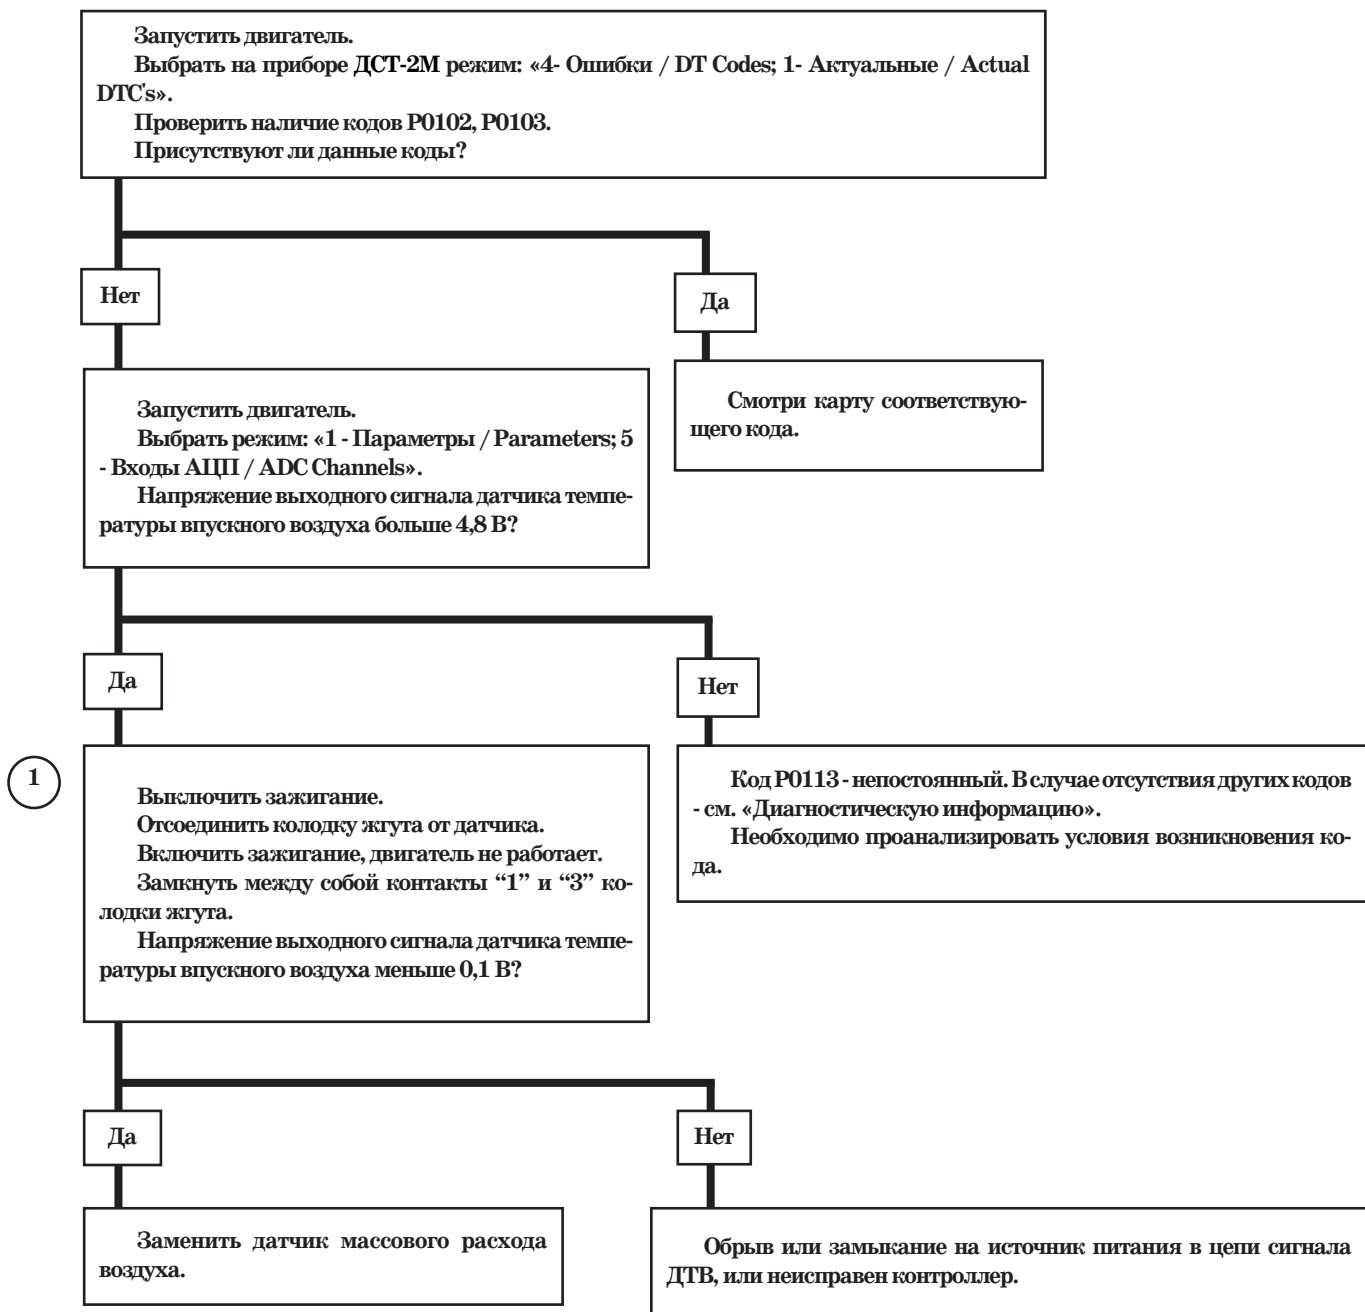 Запустить двигатель.
Выбрать на приборе ДСТ-2М режим: «4- Ошибки / DT Codes; 1- Актуальные / Actual
DTC's».
Проверить наличие кодов Р0102, Р0103.
Присутствуют ли данные коды?
Нет
Да
Запустить двигатель.
Выбрать режим: «1 - Параметры / Parameters; 5
- Входы АЦП / ADC Channels».
Напряжение выходного сигнала датчика темпе-
ратуры впускного воздуха больше 4,8 В?
Смотри карту соответствую-
щего кода.
Да
Нет
1
Выключить зажигание.
Отсоединить колодку жгута от датчика.
Включить зажигание, двигатель не работает.
Замкнуть между собой контакты “1” и “3” ко-
лодки жгута.
Напряжение выходного сигнала датчика темпе-
ратуры впускного воздуха меньше 0,1 В?
Код Р0113 - непостоянный. В случае отсутствия других кодов
- см. «Диагностическую информацию».
Необходимо проанализировать условия возникновения ко-
да.
Да
Нет
Заменить датчик массового расхода
воздуха.
Обрыв или замыкание на источник питания в цепи сигнала
ДТВ, или неисправен контроллер.